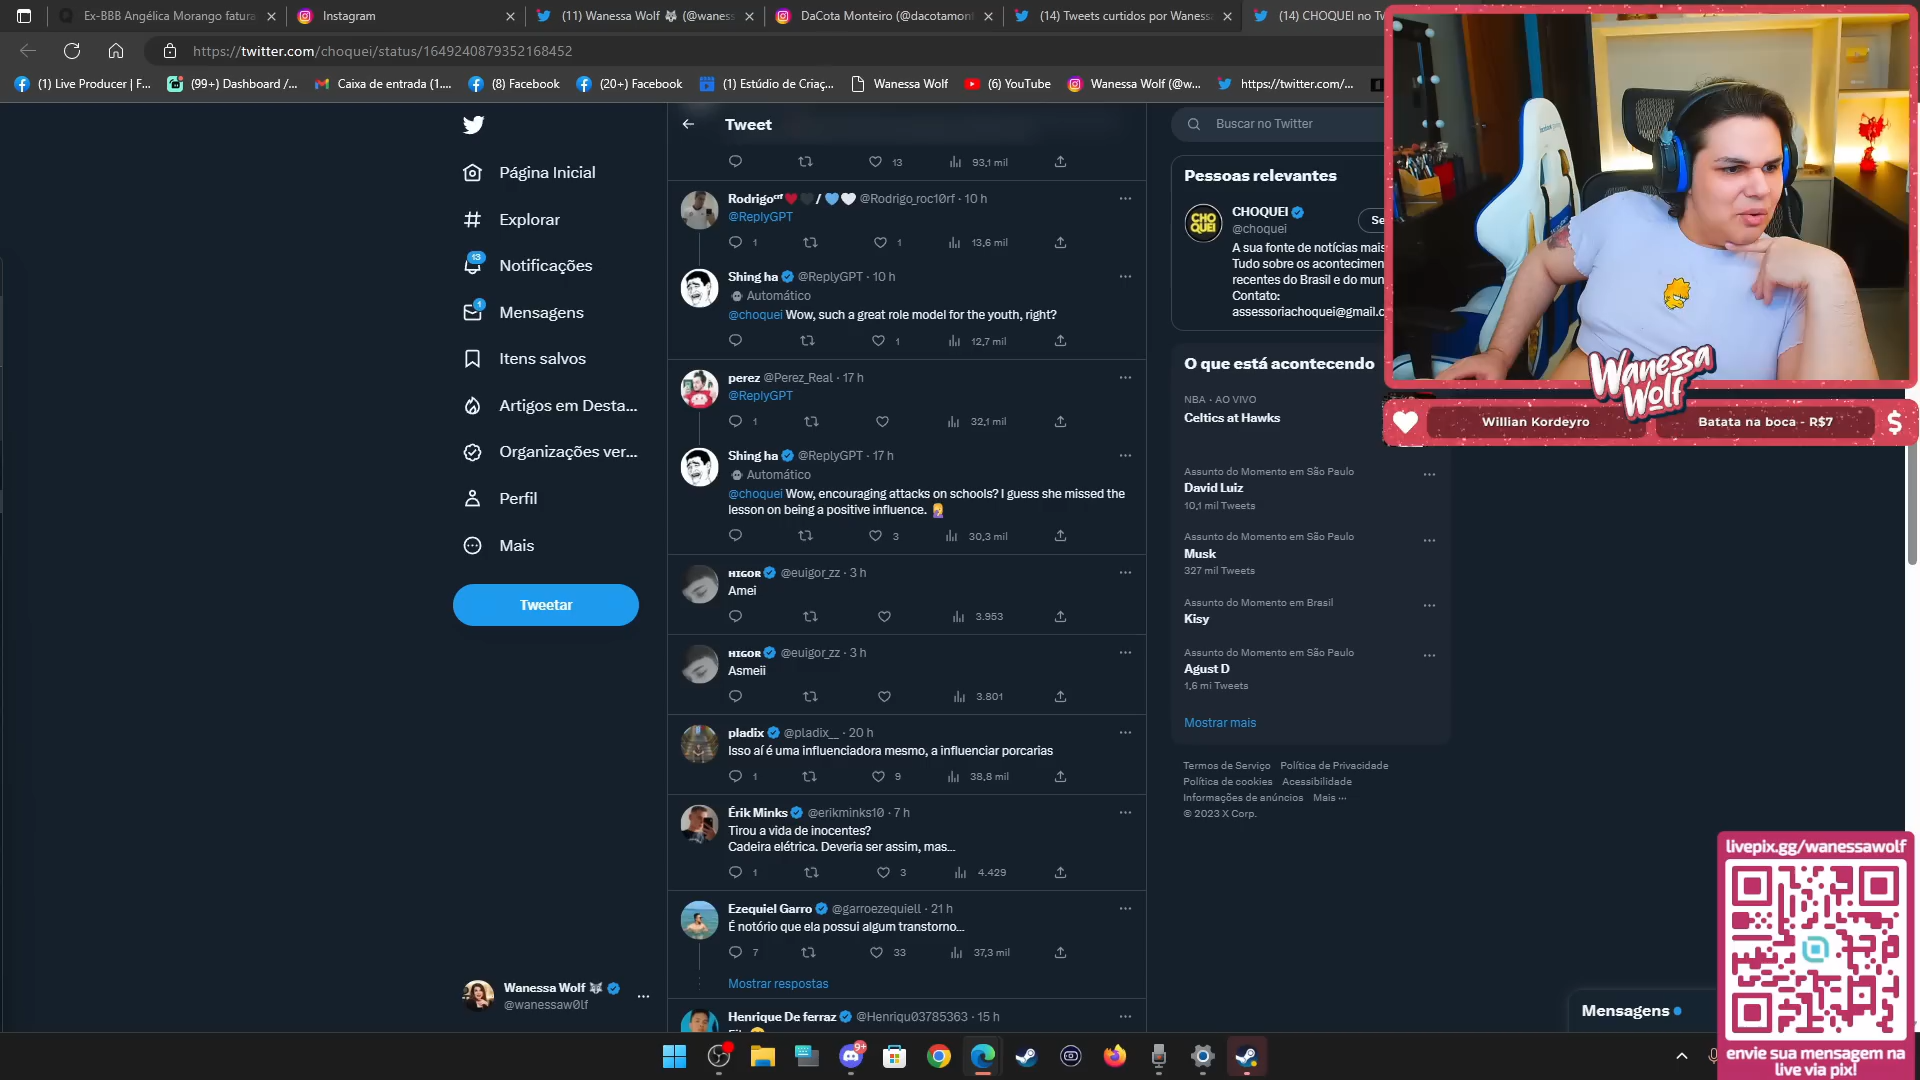 Ex-BBB Angélica Morango fatura
Instagram
(11) Wanessa Wolf 🐺 (@waness
DaCota Monteiro (@dacotamont
(14) Tweets curtidos por Wanessa
(14) CHOQUEI no Tw
https://twitter.com/choquei/status/1649240879352168452
(1) Live Producer | F...
(99+) Dashboard /...
Caixa de entrada (1....
(8) Facebook
(20+) Facebook
(1) Estúdio de Criaç...
Wanessa Wolf
(6) YouTube
Wanessa Wolf (@w...
https://twitter.com/...
Página Inicial
Explorar
13
Notificações
1
Mensagens
Itens salvos
Artigos em Desta...
Organizações ver...
Perfil
Mais
Tweetar
Wanessa Wolf 🐺
@wanessaw0lf
Tweet
13 93,1 mil
Rodrigoᶜʳᶠ❤️🖤/💙🤍 @Rodrigo_roc10rf · 10 h
@ReplyGPT
1 1 13,6 mil
Shing ha @ReplyGPT · 10 h
Automático
@choquei Wow, such a great role model for the youth, right?
1 12,7 mil
perez @Perez_Real · 17 h
@ReplyGPT
1 32,1 mil
Shing ha @ReplyGPT · 17 h
Automático
@choquei Wow, encouraging attacks on schools? I guess she missed the
lesson on being a positive influence. 🤦‍♀️
3 30,3 mil
ʜɪɢᴏʀ @euigor_zz · 3 h
Amei
3.953
ʜɪɢᴏʀ @euigor_zz · 3 h
Asmeii
3.801
pladix @pladix__ · 20 h
Isso aí é uma influenciadora mesmo, a influenciar porcarias
1 9 38,8 mil
Érik Minks @erikminks10 · 7 h
Tirou a vida de inocentes?
Cadeira elétrica. Deveria ser assim, mas...
1 3 4.429
Ezequiel Garro @garroezequiell · 21 h
É notório que ela possui algum transtorno...
7 33 37,3 mil
Mostrar respostas
Henrique De ferraz @Henriqu03785363 · 15 h
Buscar no Twitter
Pessoas relevantes
CHO
QUEI
CHOQUEI
@choquei
Se
A sua fonte de notícias mais
Tudo sobre os acontecimen
recentes do Brasil e do mun
Contato:
assessoriachoquei@gmail.c
O que está acontecendo
NBA · AO VIVO
Celtics at Hawks
Assunto do Momento em São Paulo
David Luiz
10,1 mil Tweets
Assunto do Momento em São Paulo
Musk
327 mil Tweets
Assunto do Momento em Brasil
Kisy
Assunto do Momento em São Paulo
Agust D
1,6 mi Tweets
Mostrar mais
Termos de Serviço Política de Privacidade
Política de cookies Acessibilidade
Informações de anúncios Mais ···
© 2023 X Corp.
Wanessa
Wolf
Willian Kordeyro
Batata na boca - R$7
$
livepix.gg/wanessawolf
envie sua mensagem na
live via pix!
Mensagens
9+